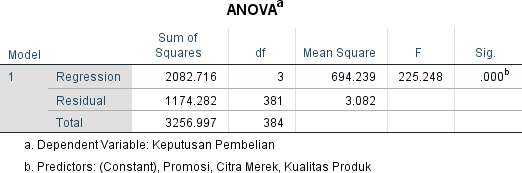 ANOVAa
Model Sum of Squares df Mean Square F Sig.
1 Regression 2082.716 3 694.239 225.248 .000b
Residual 1174.282 381 3.082
Total 3256.997 384
a. Dependent Variable: Keputusan Pembelian
b. Predictors: (Constant), Promosi, Citra Merek, Kualitas Produk